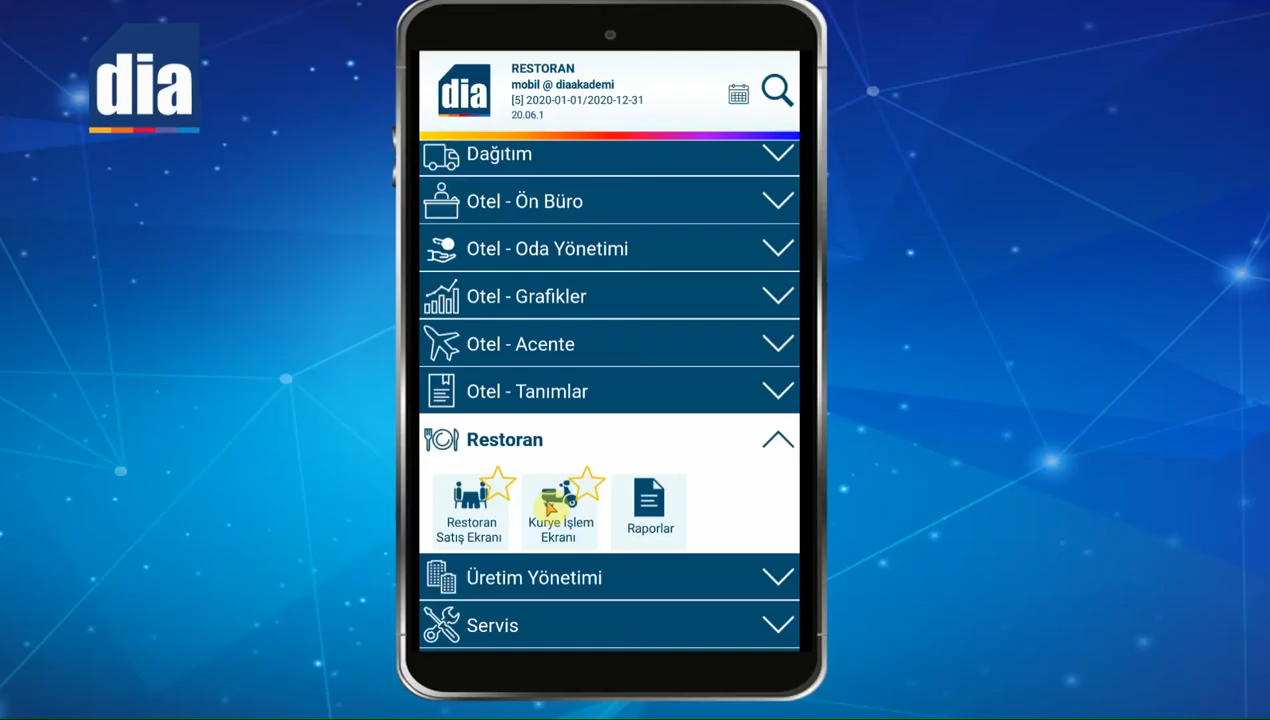 dia
dia
RESTORAN
mobil @ diaakademi
[5] 2020-01-01/2020-12-31
20.06.1
Dağıtım
Otel - Ön Büro
Otel - Oda Yönetimi
Otel - Grafikler
Otel - Acente
Otel - Tanımlar
Restoran
Restoran
Satış Ekranı
Kurye İşlem
Ekranı
Raporlar
Üretim Yönetimi
Servis